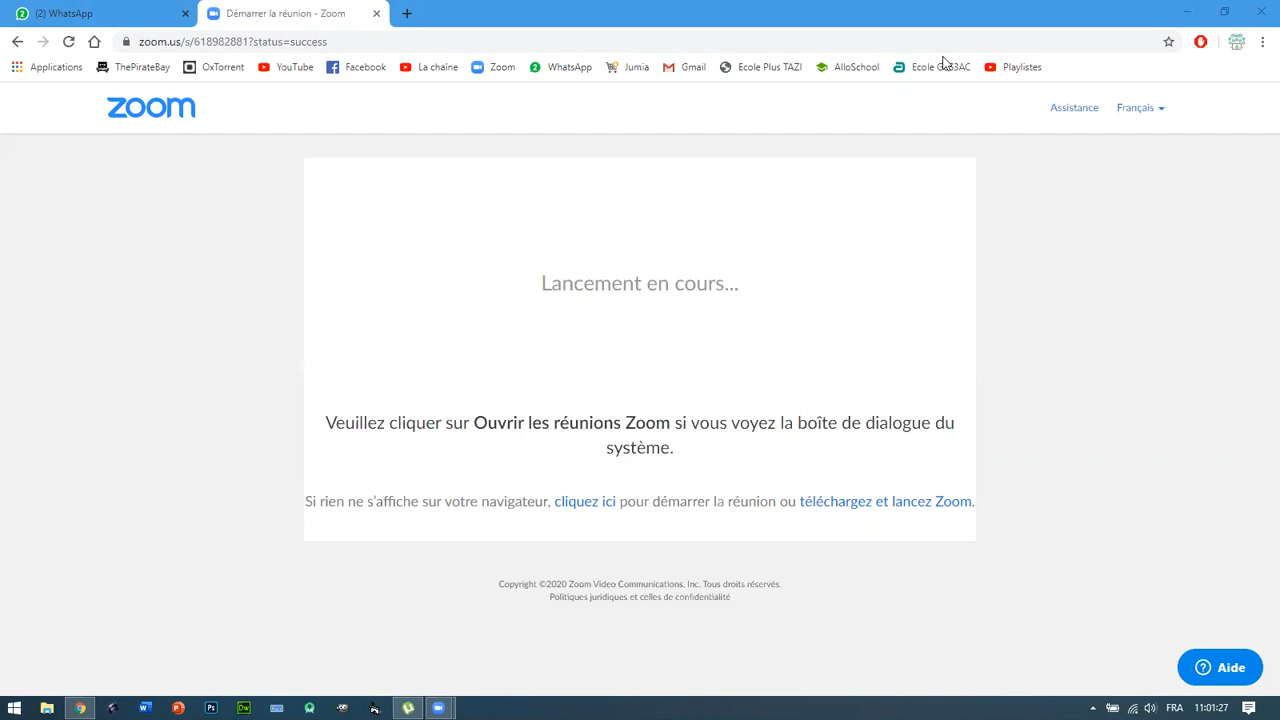 (2) WhatsApp
Démarrer la réunion - Zoom
zoom.us/s/618982881?status=success
Applications ThePirateBay OxTorrent YouTube Facebook La chaîne Zoom WhatsApp Jumia Gmail Ecole Plus TAZI AlloSchool Ecole Playlistes
zoom
Assistance Français
Lancement en cours...
Veuillez cliquer sur Ouvrir les réunions Zoom si vous voyez la boîte de dialogue du
système.
Si rien ne s'affiche sur votre navigateur, cliquez ici pour démarrer la réunion ou téléchargez et lancez Zoom.
Copyright ©2020 Zoom Video Communications, Inc. Tous droits réservés.
Politiques juridiques et celles de confidentialité
Aide
FRA 11:01:27